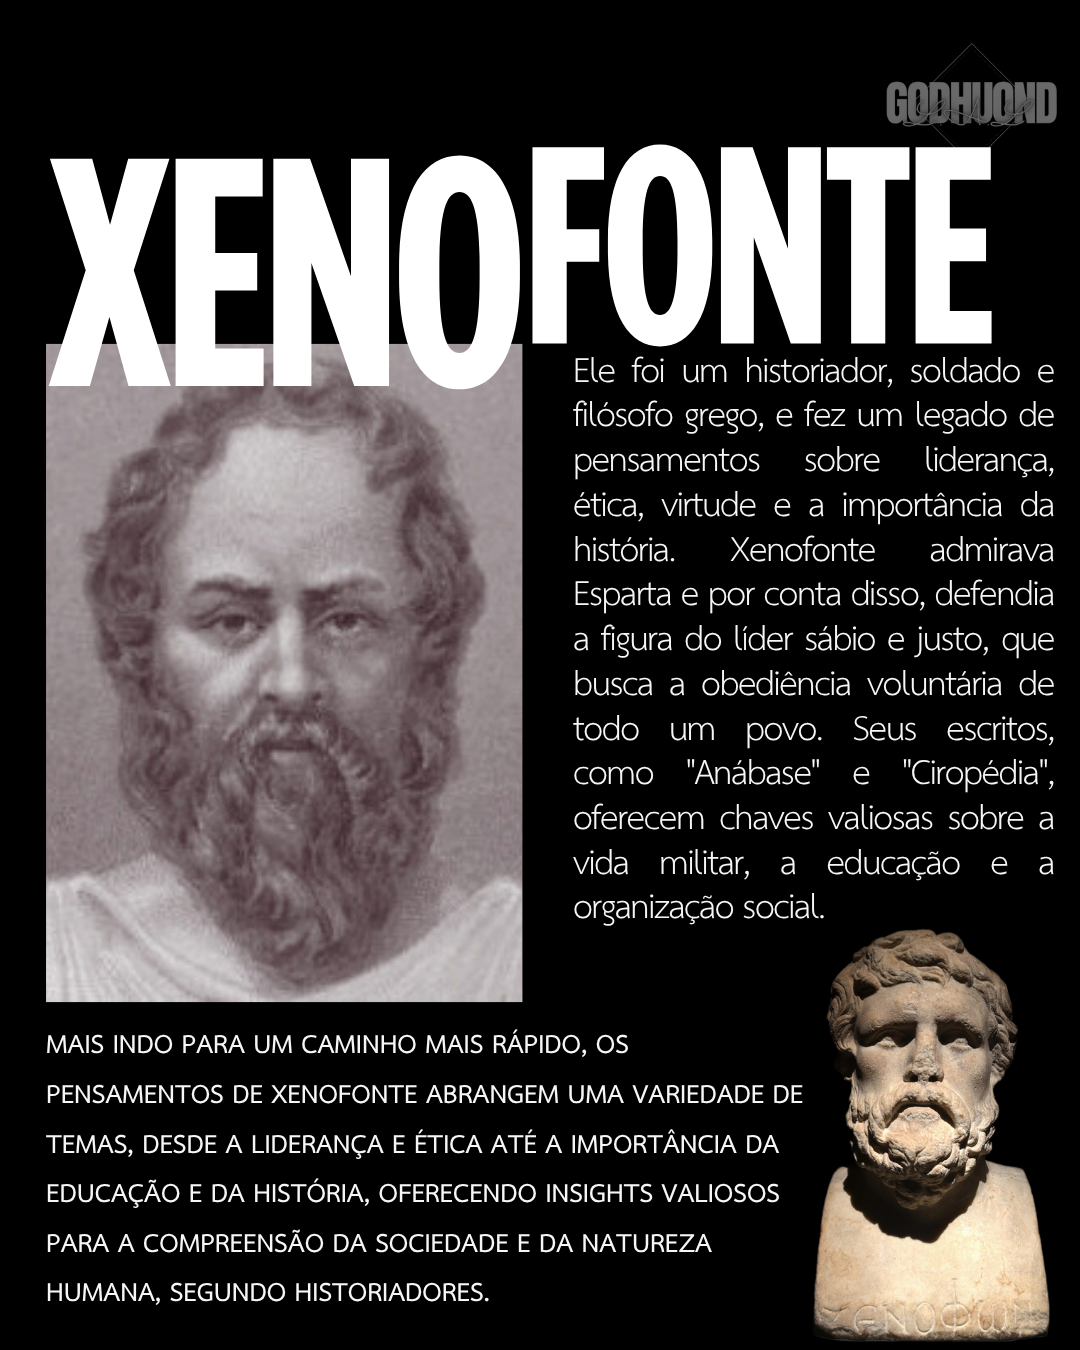 GODHUOND
XENOFONTE
Ele foi um historiador, soldado e
filósofo grego, e fez um legado de
pensamentos sobre liderança,
ética, virtude e a importância da
história. Xenofonte admirava
Esparta e por conta disso, defendia
a figura do líder sábio e justo, que
busca a obediência voluntária de
todo um povo. Seus escritos,
como "Anábase" e "Ciropédia",
oferecem chaves valiosas sobre a
vida militar, a educação e a
organização social.
MAIS INDO PARA UM CAMINHO MAIS RÁPIDO, OS
PENSAMENTOS DE XENOFONTE ABRANGEM UMA VARIEDADE DE
TEMAS, DESDE A LIDERANÇA E ÉTICA ATÉ A IMPORTÂNCIA DA
EDUCAÇÃO E DA HISTÓRIA, OFERECENDO INSIGHTS VALIOSOS
PARA A COMPREENSÃO DA SOCIEDADE E DA NATUREZA
HUMANA, SEGUNDO HISTORIADORES.
ΞΕΝΟΦΩΝ